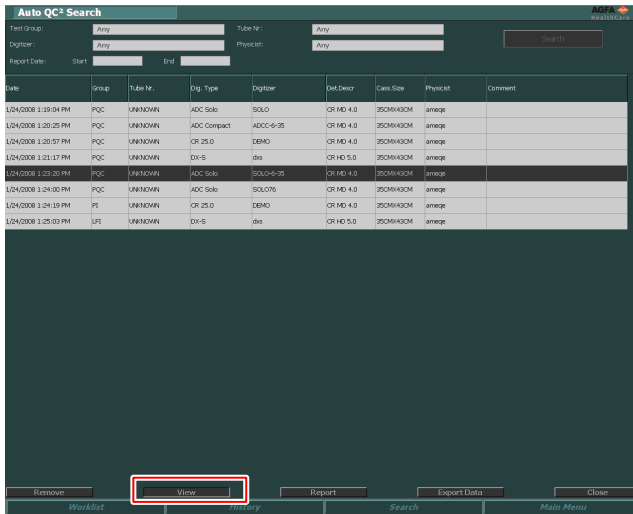 Auto QC² Search
AGFA
HealthCare
Test Group: Any Tube Nr: Any
Digitizer: Any Physicist: Any
Search
Report Date: Start End
Date Group Tube Nr. Dig. Type Digitizer Det.Descr Cass.Size Physicist Comment
1/24/2008 1:19:04 PM PQC UNKNOWN ADC Solo SOLO CR MD 4.0 35CMX43CM ameqe
1/24/2008 1:20:25 PM PQC UNKNOWN ADC Compact ADCC-6-35 CR MD 4.0 35CMX43CM ameqe
1/24/2008 1:20:57 PM PQC UNKNOWN CR 25.0 DEMO CR MD 4.0 35CMX43CM ameqe
1/24/2008 1:21:17 PM PQC UNKNOWN DX-S dxs CR HD 5.0 35CMX43CM ameqe
1/24/2008 1:23:20 PM PQC UNKNOWN ADC Solo SOLO-6-35 CR MD 4.0 35CMX43CM ameqe
1/24/2008 1:24:00 PM PQC UNKNOWN ADC Solo SOLO76 CR MD 4.0 35CMX43CM ameqe
1/24/2008 1:24:19 PM PI UNKNOWN CR 25.0 DEMO CR MD 4.0 35CMX43CM ameqe
1/24/2008 1:25:03 PM LFI UNKNOWN DX-S dxs CR HD 5.0 35CMX43CM ameqe
Remove View Report Export Data Close
Worklist History Search Main Menu